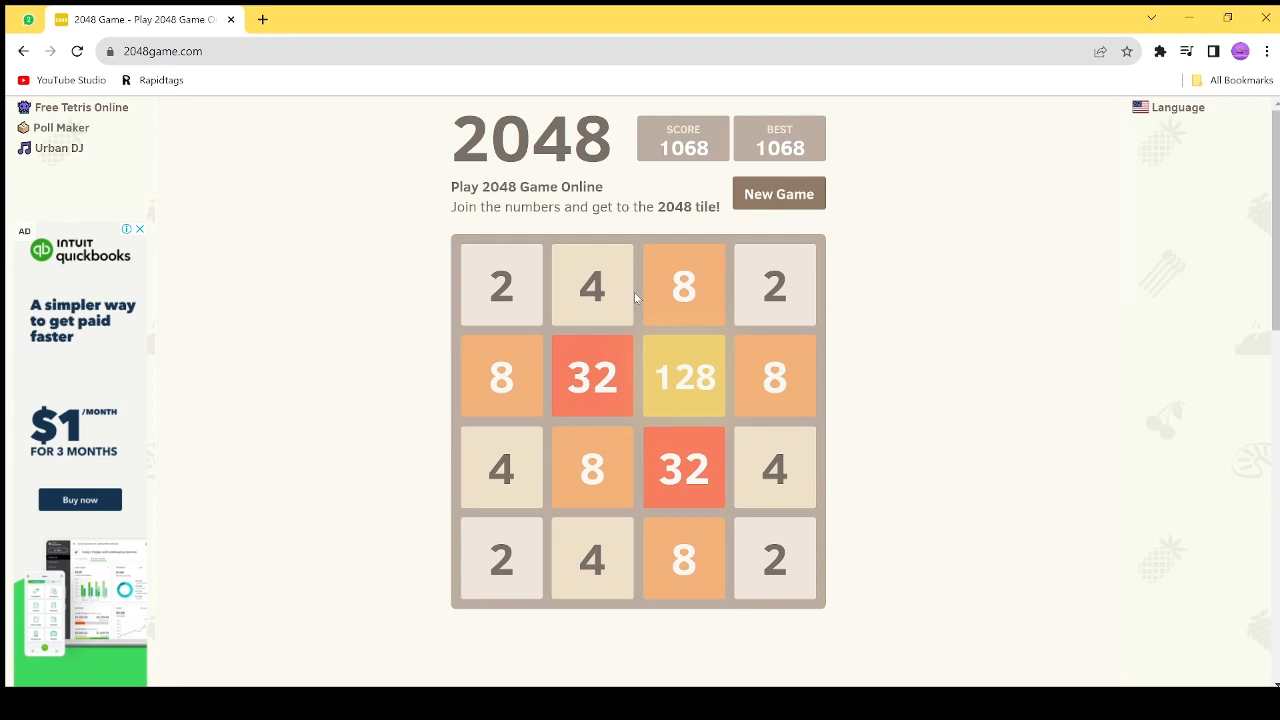 2048 Game - Play 2048 Game O
2048game.com
YouTube Studio
Rapidtags
All Bookmarks
Free Tetris Online
Poll Maker
Urban DJ
Language
2048
SCORE
1068
BEST
1068
Play 2048 Game Online
Join the numbers and get to the 2048 tile!
New Game
AD
INTUIT
quickbooks
A simpler way
to get paid
faster
$1/MONTH
FOR 3 MONTHS
Buy now
2 4 8 2
8 32 128 8
4 8 32 4
2 4 8 2